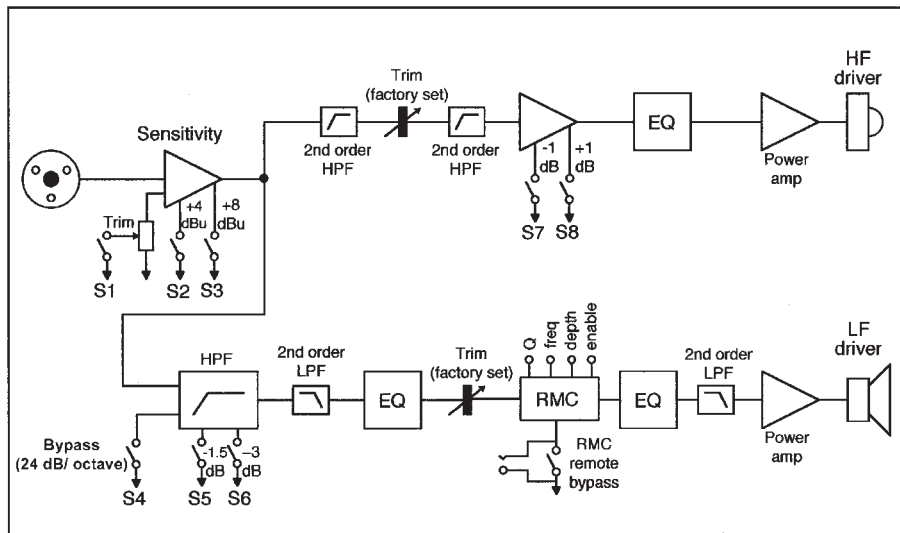 HF
driver
Trim
(factory set)
Sensitivity
2nd order
HPF
2nd order
HPF
-1
dB
+1
dB
EQ
Power
amp
+4
dBu
+8
dBu
Trim
S1
S2
S3
S7
S8
HPF
2nd order
LPF
EQ
Trim
(factory set)
Q
freq
depth
enable
RMC
EQ
2nd order
LPF
LF
driver
Power
amp
Bypass
(24 dB/ octave)
-1.5
dB
-3
dB
S4
S5
S6
RMC
remote
bypass